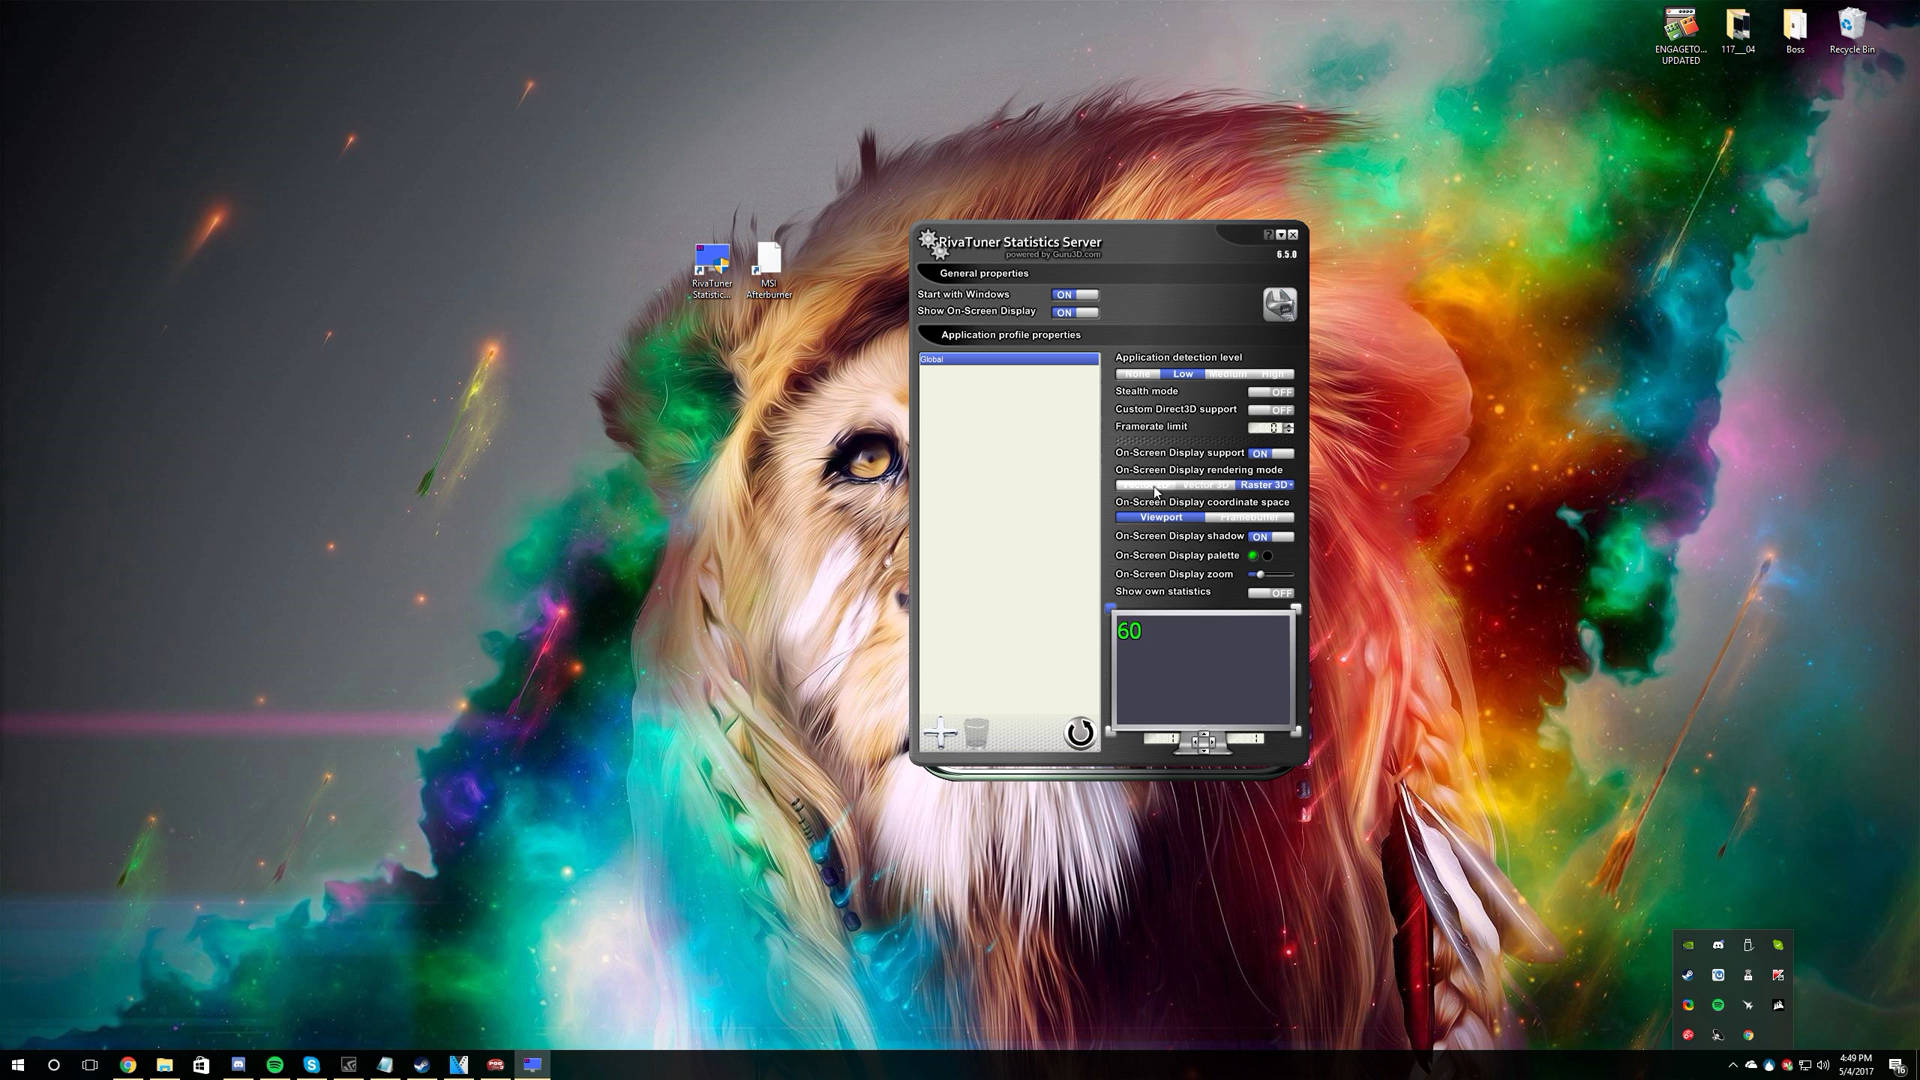 ENGAGETO...
UPDATED
117__04
Boss
Recycle Bin
RivaTuner
Statistic...
MSI
Afterburner
RivaTuner Statistics Server
powered by Guru3D.com
6.5.0
General properties
Start with Windows
ON
Show On-Screen Display
ON
Application profile properties
Global
Application detection level
None
Low
Medium
High
Stealth mode
OFF
Custom Direct3D support
OFF
Framerate limit
0
On-Screen Display support
ON
On-Screen Display rendering mode
Vector 3D
Raster 3D
On-Screen Display coordinate space
Viewport
Framebuffer
On-Screen Display shadow
ON
On-Screen Display palette
On-Screen Display zoom
Show own statistics
OFF
60
1
1
4:49 PM
5/4/2017
16